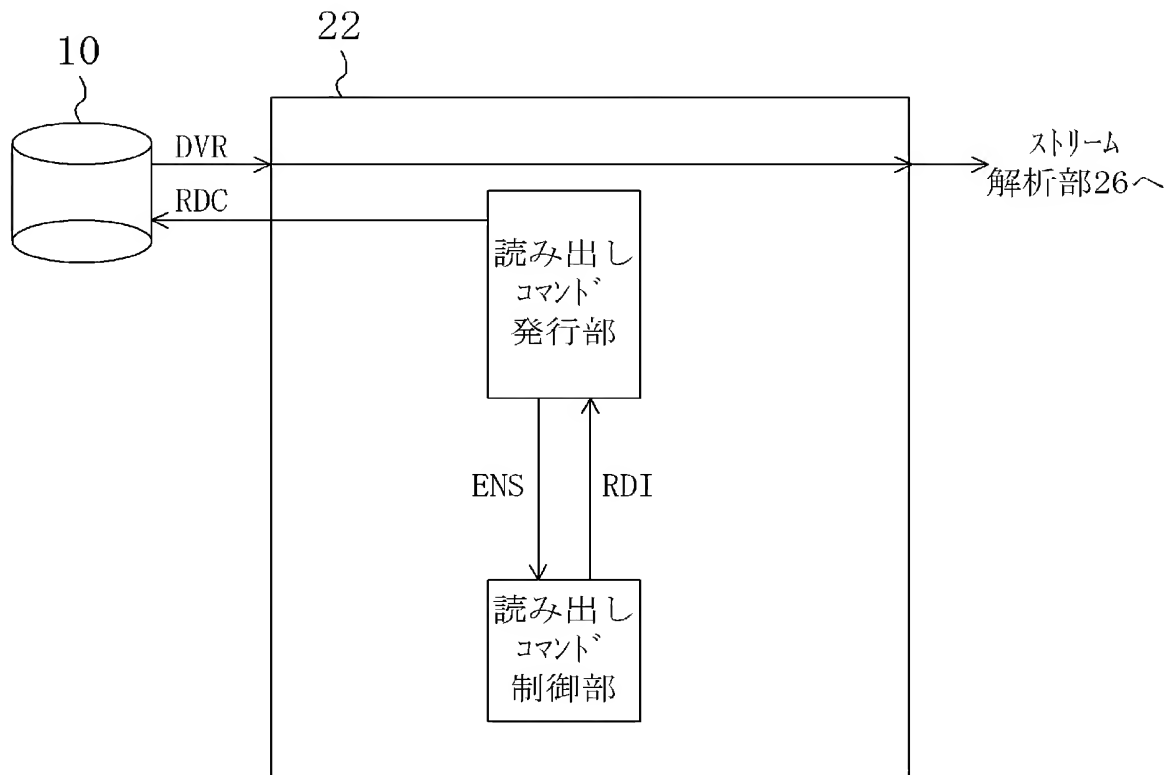 22
10
DVR
ストリーム
解析部26へ
RDC
読み出し
コマンド
発行部
ENS
RDI
読み出し
コマンド
制御部